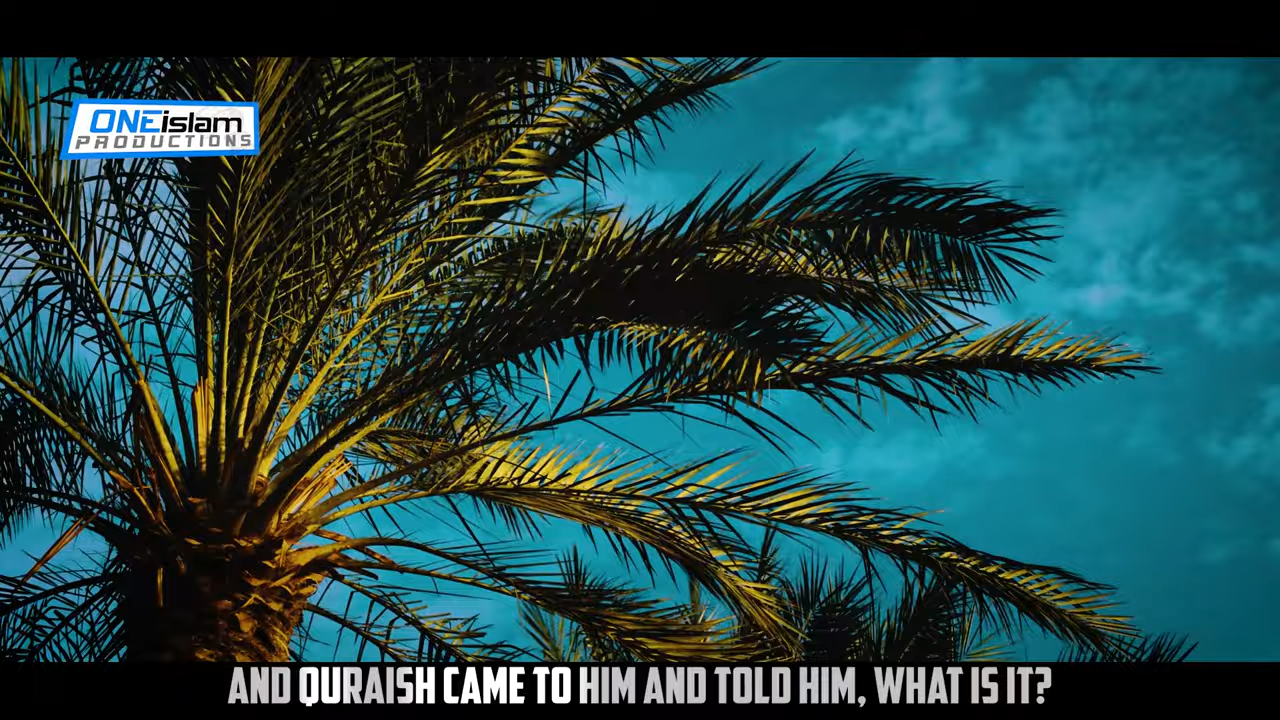 ONEislam
PRODUCTIONS
AND QURAISH CAME TO HIM AND TOLD HIM, WHAT IS IT?